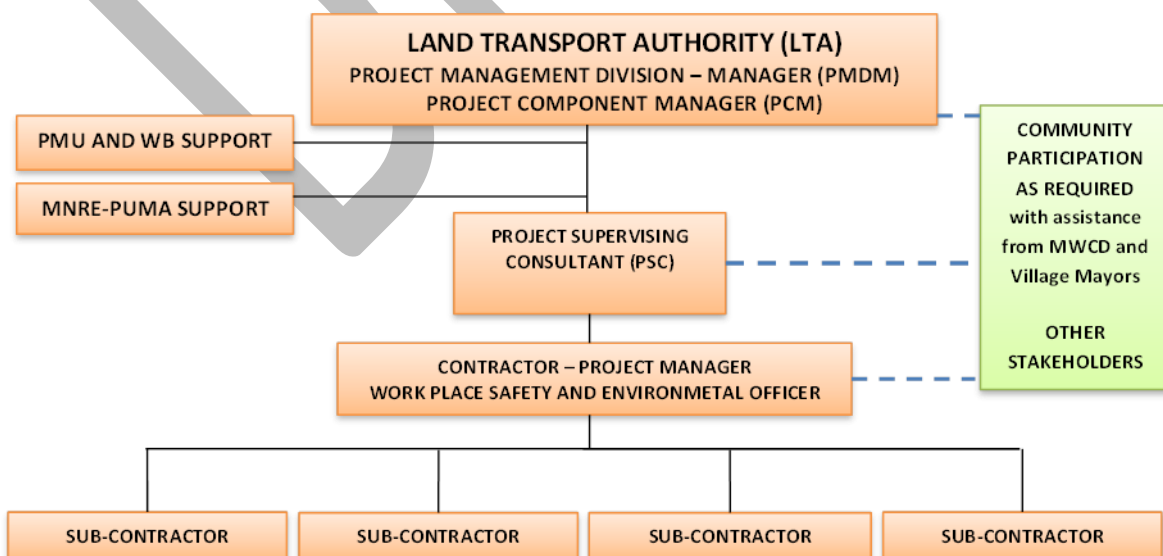 LAND TRANSPORT AUTHORITY (LTA)
PROJECT MANAGEMENT DIVISION – MANAGER (PMDM)
PROJECT COMPONENT MANAGER (PCM)
PMU AND WB SUPPORT
MNRE-PUMA SUPPORT
COMMUNITY
PARTICIPATION
AS REQUIRED
with assistance
from MWCD and
Village Mayors
OTHER
STAKEHOLDERS
PROJECT SUPERVISING
CONSULTANT (PSC)
CONTRACTOR – PROJECT MANAGER
WORK PLACE SAFETY AND ENVIRONMETAL OFFICER
SUB-CONTRACTOR
SUB-CONTRACTOR
SUB-CONTRACTOR
SUB-CONTRACTOR